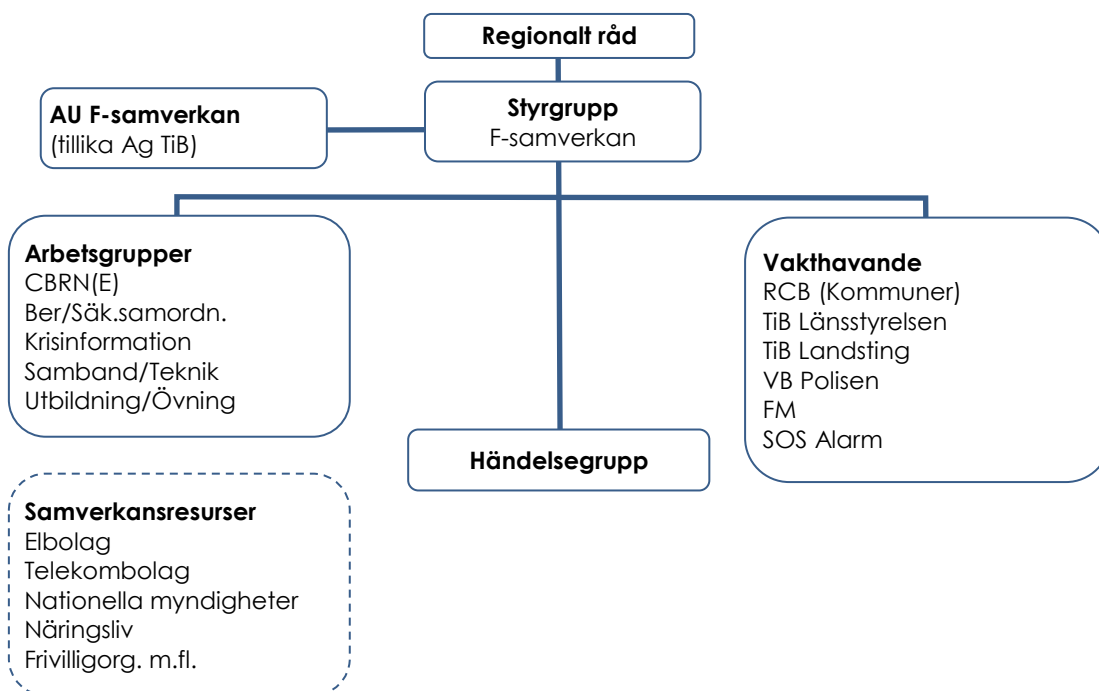 Regionalt råd
AU F-samverkan
(tillika Ag TiB)
Styrgrupp
F-samverkan
Arbetsgrupper
CBRN(E)
Ber/Säk.samordn.
Krisinformation
Samband/Teknik
Utbildning/Övning
Vakthavande
RCB (Kommuner)
TiB Länsstyrelsen
TiB Landsting
VB Polisen
FM
SOS Alarm
Händelsegrupp
Samverkansresurser
Elbolag
Telekombolag
Nationella myndigheter
Näringsliv
Frivilligorg. m.fl.